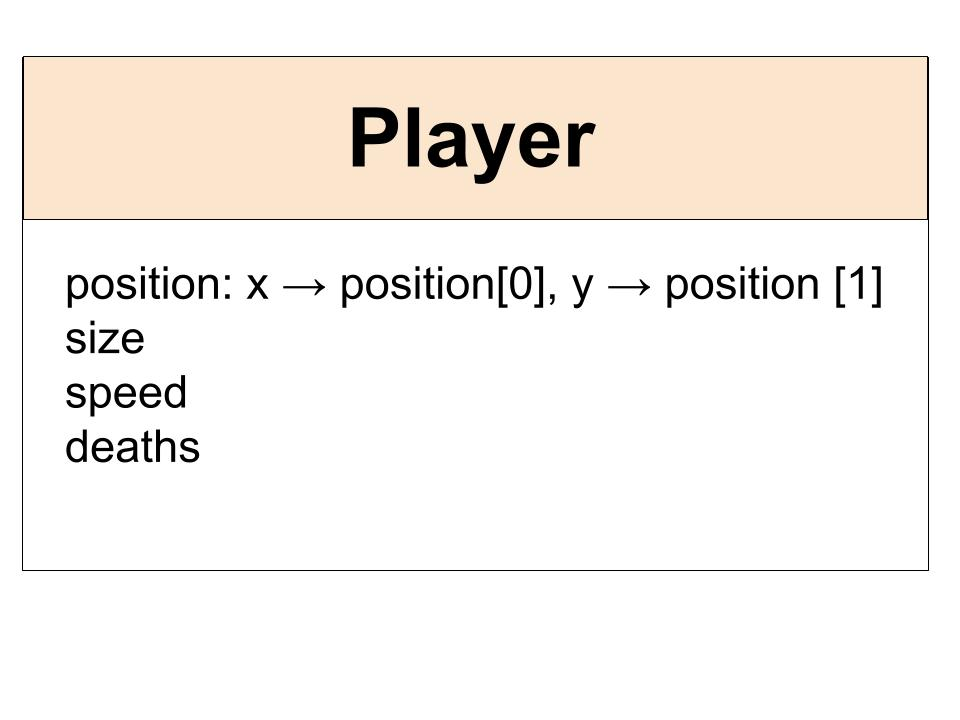 Player
position: x → position[0], y → position [1]
size
speed
deaths